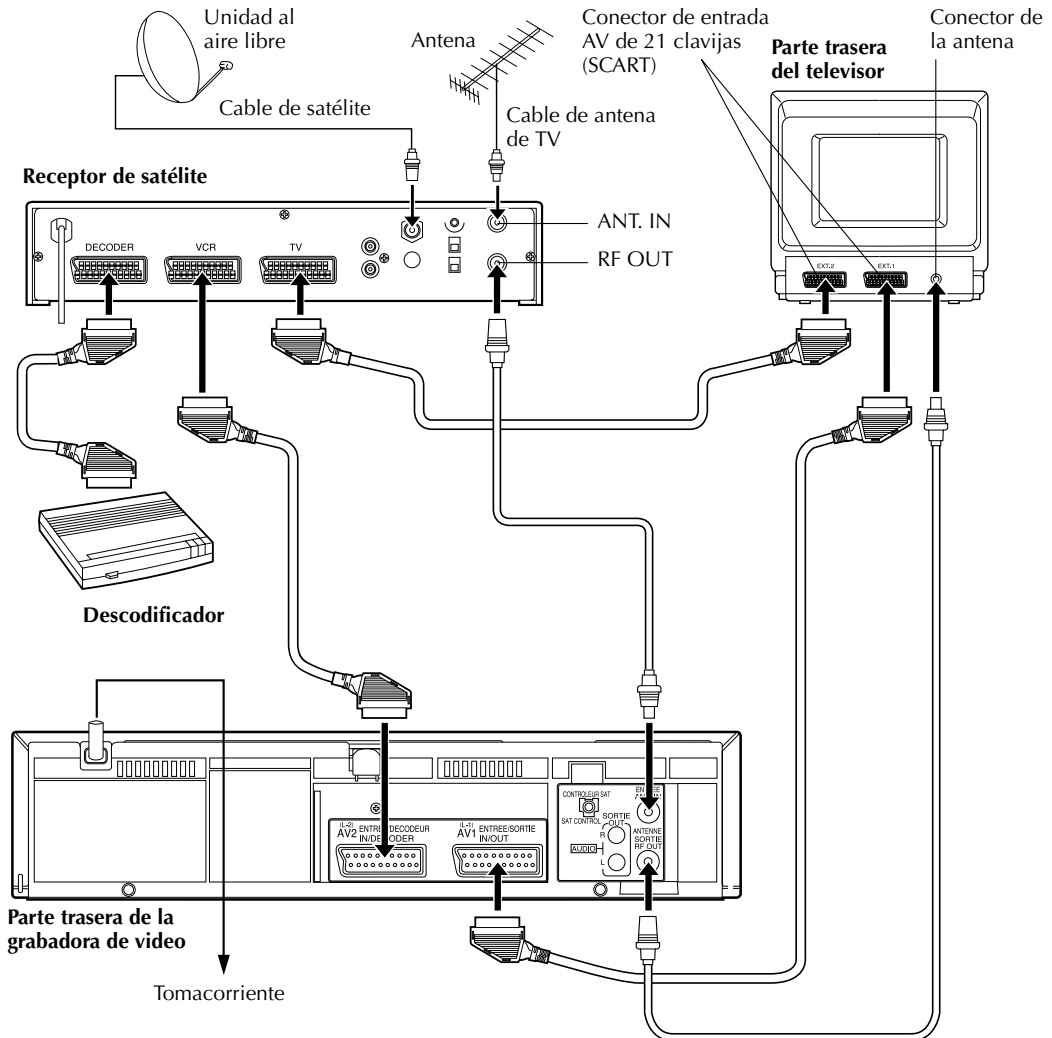 Unidad al
aire libre
Antena
Conector de entrada
AV de 21 clavijas
(SCART)
Parte trasera
del televisor
Conector de
la antena
Cable de satélite
Cable de antena
de TV
Receptor de satélite
DECODER
VCR
TV
ANT. IN
RF OUT
EXT.2
EXT.1
Descodificador
CONTROLEUR SAT
SAT CONTROL
SORTIE
OUT
R
AUDIO
L
ANTENNE
SORTIE
RF OUT
(L-2)
AV2
IN/DECODER
(L-1)
AV1 ENTREE/SORTIE
IN/OUT
Parte trasera de la
grabadora de video
Tomacorriente